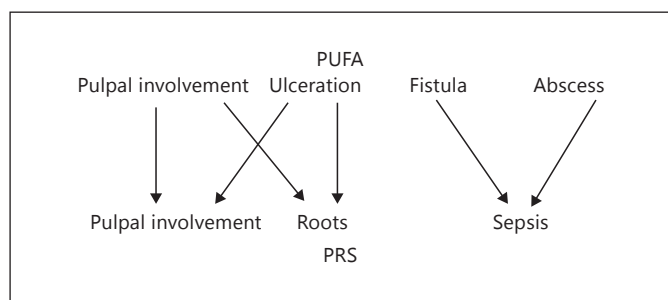 PUFA
Pulpal involvement Ulceration Fistula Abscess
Pulpal involvement Roots Sepsis
PRS